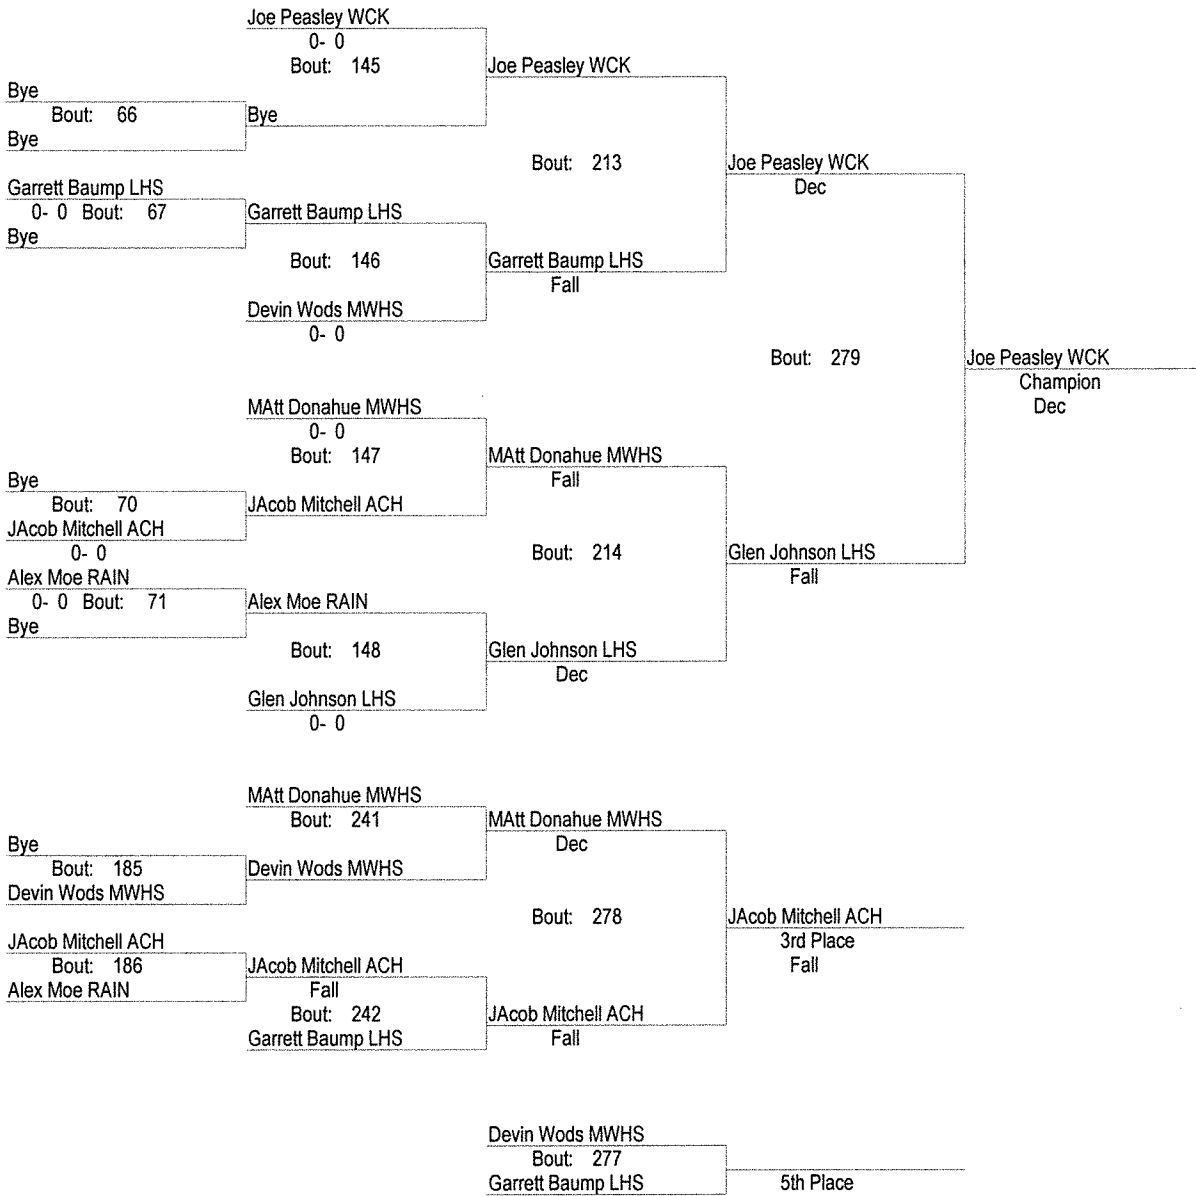 Joe Peasley WCK
0- 0
Bout: 145
Joe Peasley WCK
Bye
Bout: 66
Bye
Bye
Bout: 213
Joe Peasley WCK
Dec
Garrett Baump LHS
0- 0 Bout: 67
Garrett Baump LHS
Bye
Bout: 146
Garrett Baump LHS
Fall
Devin Wods MWHS
0- 0
Bout: 279
Joe Peasley WCK
Champion
Dec
MAtt Donahue MWHS
0- 0
Bout: 147
MAtt Donahue MWHS
Fall
Bye
Bout: 70
JAcob Mitchell ACH
JAcob Mitchell ACH
0- 0
Bout: 214
Glen Johnson LHS
Fall
Alex Moe RAIN
0- 0 Bout: 71
Alex Moe RAIN
Bye
Bout: 148
Glen Johnson LHS
Dec
Glen Johnson LHS
0- 0
MAtt Donahue MWHS
Bout: 241
MAtt Donahue MWHS
Dec
Bye
Bout: 185
Devin Wods MWHS
Devin Wods MWHS
Bout: 278
JAcob Mitchell ACH
3rd Place
Fall
JAcob Mitchell ACH
Bout: 186
JAcob Mitchell ACH
Alex Moe RAIN
Fall
Bout: 242
JAcob Mitchell ACH
Garrett Baump LHS
Fall
Devin Wods MWHS
Bout: 277
Garrett Baump LHS
5th Place